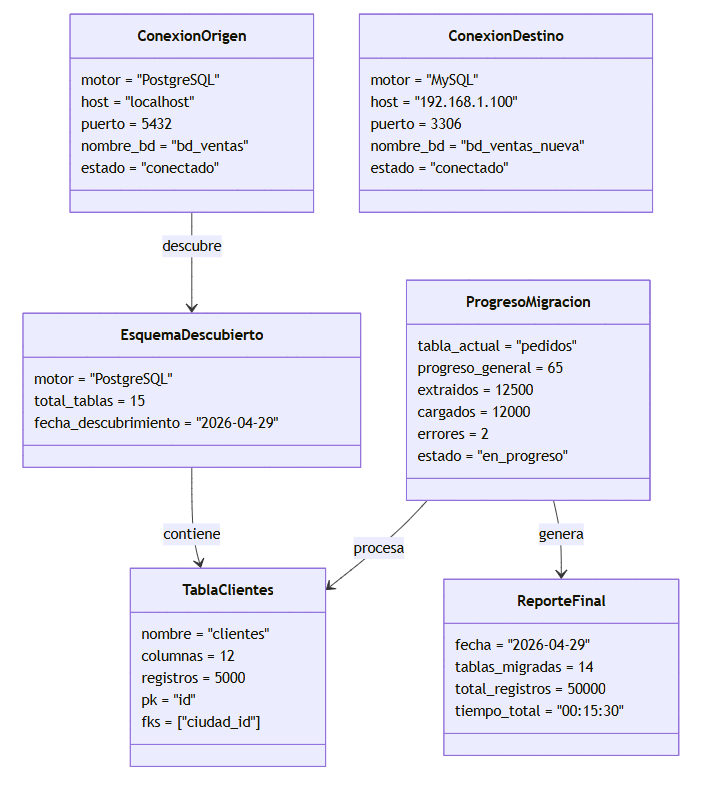 ConexionOrigen
motor = "PostgreSQL"
host = "localhost"
puerto = 5432
nombre_bd = "bd_ventas"
estado = "conectado"
ConexionDestino
motor = "MySQL"
host = "192.168.1.100"
puerto = 3306
nombre_bd = "bd_ventas_nueva"
estado = "conectado"
descubre
EsquemaDescubierto
motor = "PostgreSQL"
total_tablas = 15
fecha_descubrimiento = "2026-04-29"
ProgresoMigracion
tabla_actual = "pedidos"
progreso_general = 65
extraidos = 12500
cargados = 12000
errores = 2
estado = "en_progreso"
contiene
procesa
genera
TablaClientes
nombre = "clientes"
columnas = 12
registros = 5000
pk = "id"
fks = ["ciudad_id"]
ReporteFinal
fecha = "2026-04-29"
tablas_migradas = 14
total_registros = 50000
tiempo_total = "00:15:30"